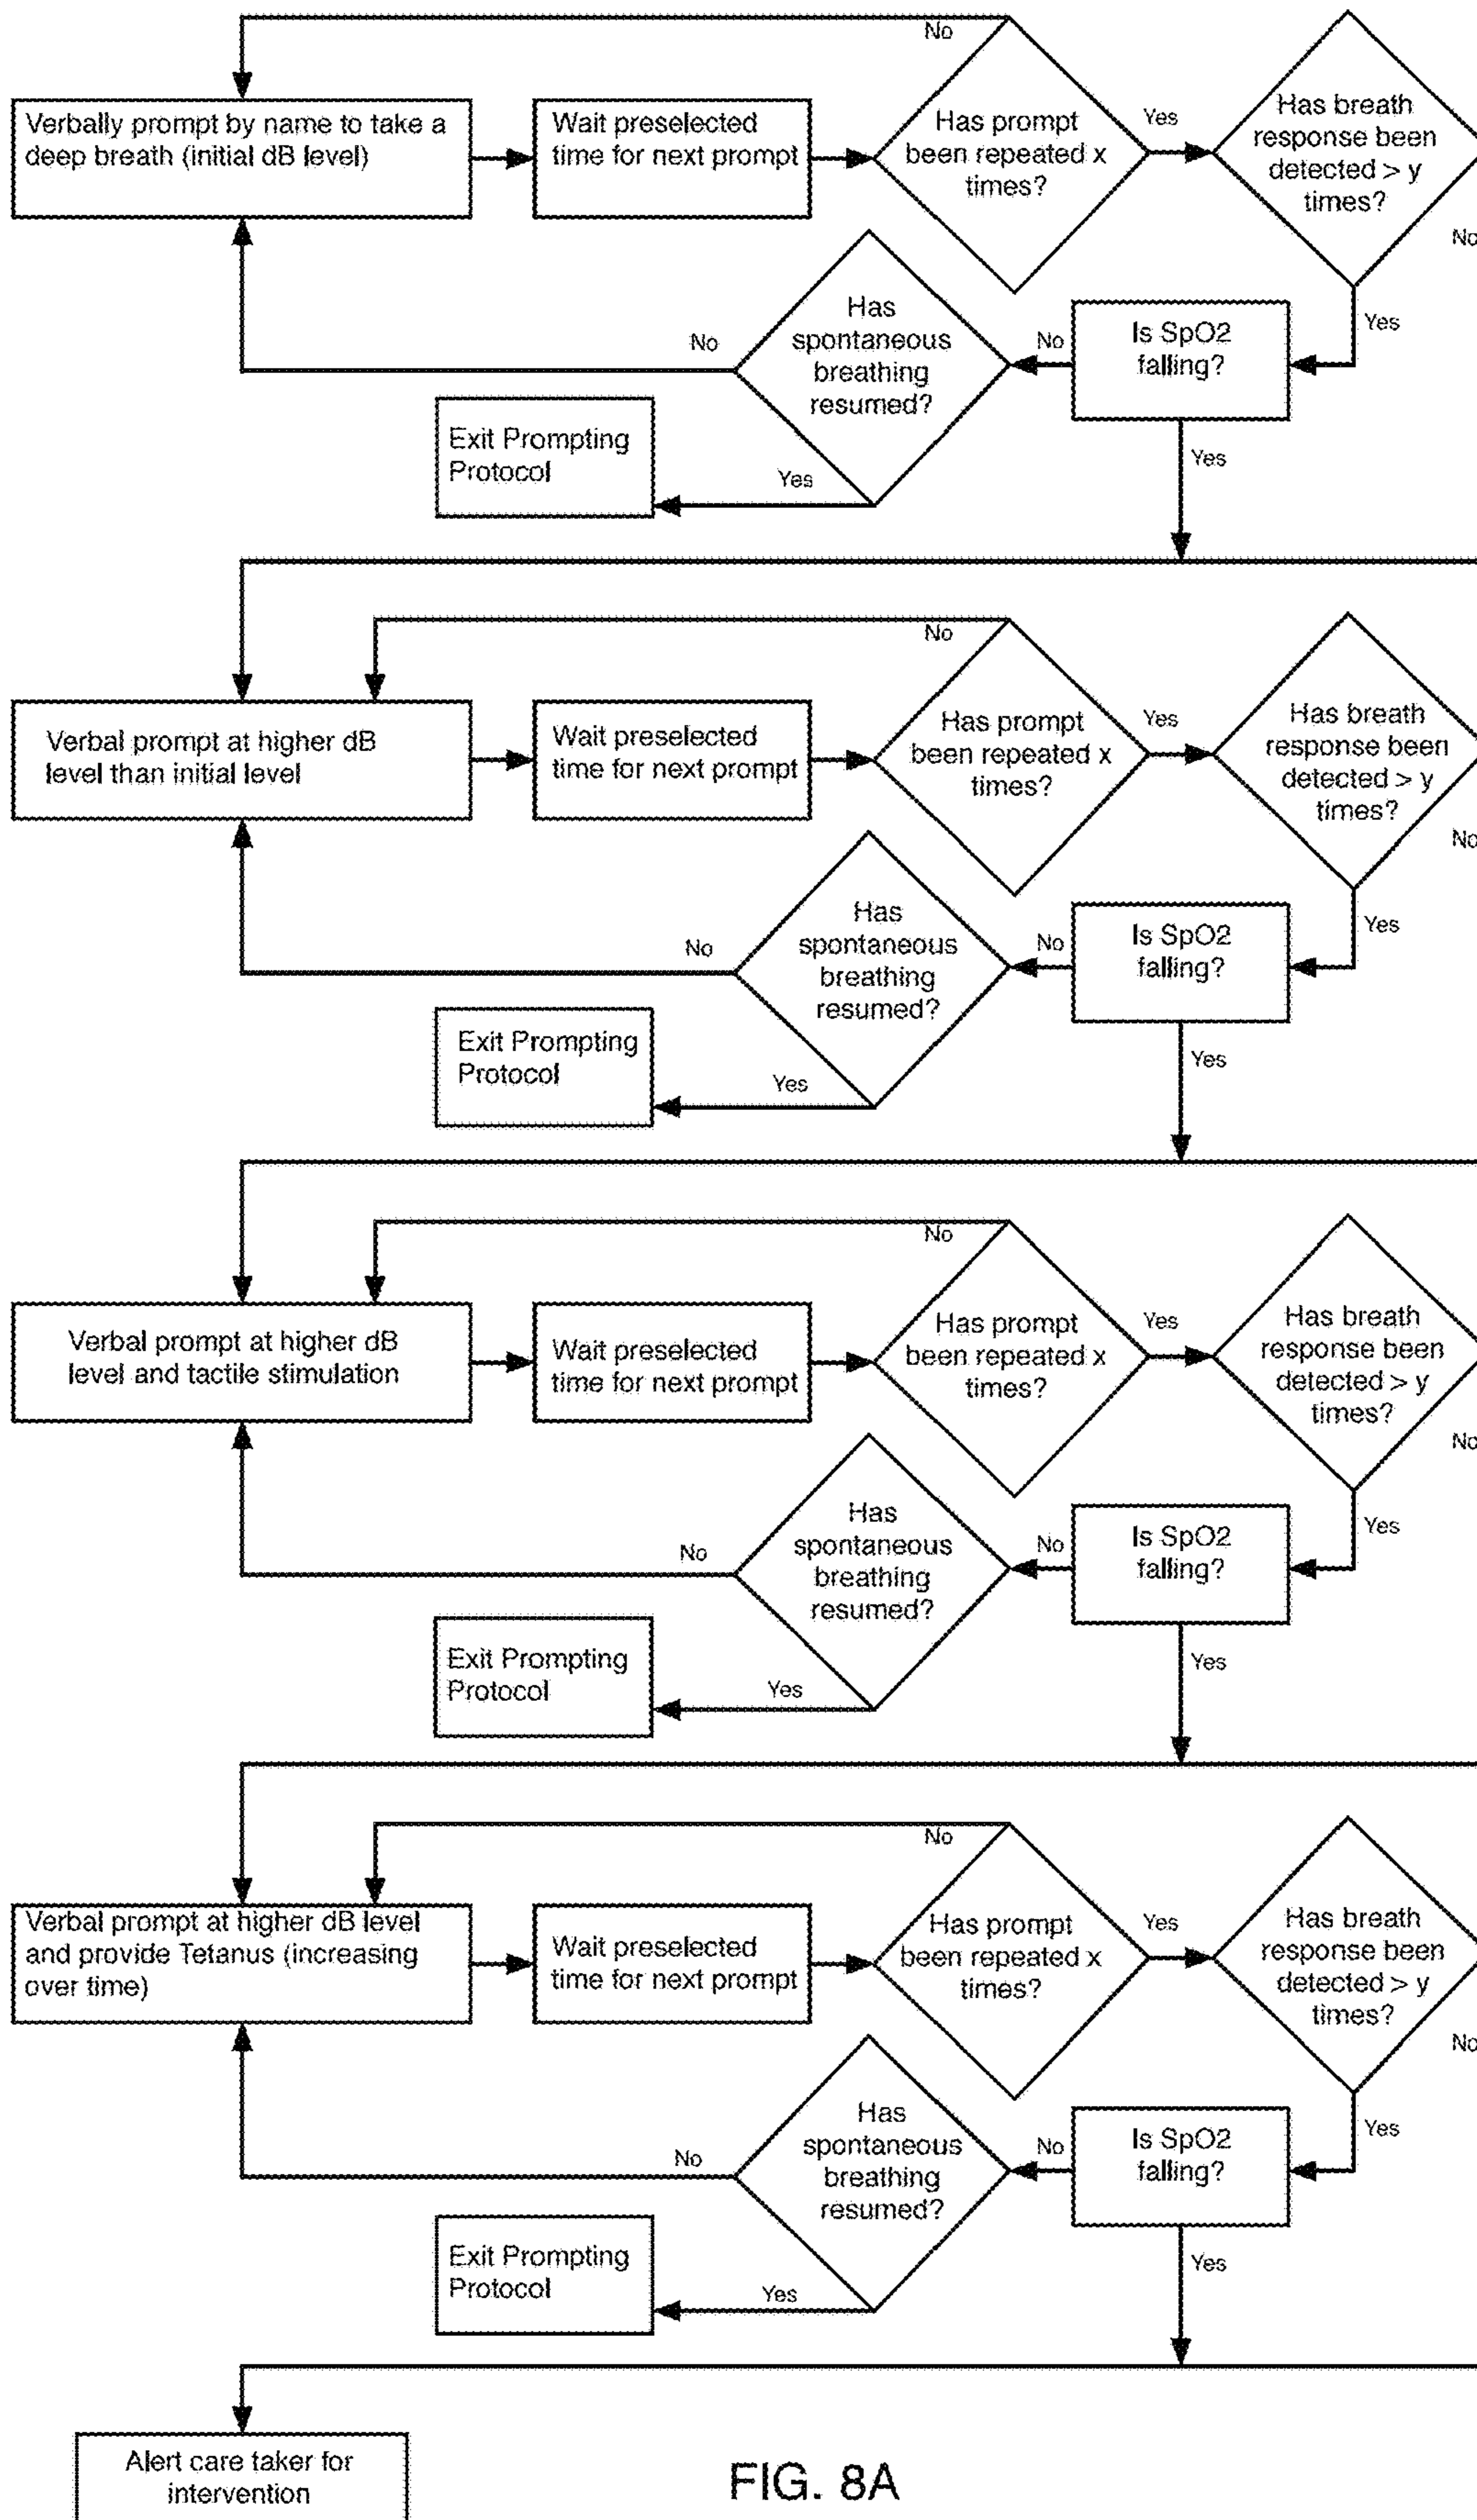 No
Verbally prompt by name to take a
deep breath (initial dB level)
Wait preselected
time for next prompt
Has prompt
been repeated x
times?
Yes
Has breath
response been
detected > y
times?
No
Yes
Is SpO2
falling?
No
Has
spontaneous
breathing
resumed?
No
Yes
Exit Prompting
Protocol
Yes
No
Verbal prompt at higher dB
level than initial level
Wait preselected
time for next prompt
Has prompt
been repeated x
times?
Yes
Has breath
response been
detected > y
times?
No
Yes
Is SpO2
falling?
No
Has
spontaneous
breathing
resumed?
No
Yes
Exit Prompting
Protocol
Yes
No
Verbal prompt at higher dB
level and tactile stimulation
Wait preselected
time for next prompt
Has prompt
been repeated x
times?
Yes
Has breath
response been
detected > y
times?
No
Yes
Is SpO2
falling?
No
Has
spontaneous
breathing
resumed?
No
Yes
Exit Prompting
Protocol
Yes
No
Verbal prompt at higher dB level
and provide Tetanus (increasing
over time)
Wait preselected
time for next prompt
Has prompt
been repeated x
times?
Yes
Has breath
response been
detected > y
times?
No
Yes
Is SpO2
falling?
No
Has
spontaneous
breathing
resumed?
No
Yes
Exit Prompting
Protocol
Yes
Alert care taker for
intervention
FIG. 8A